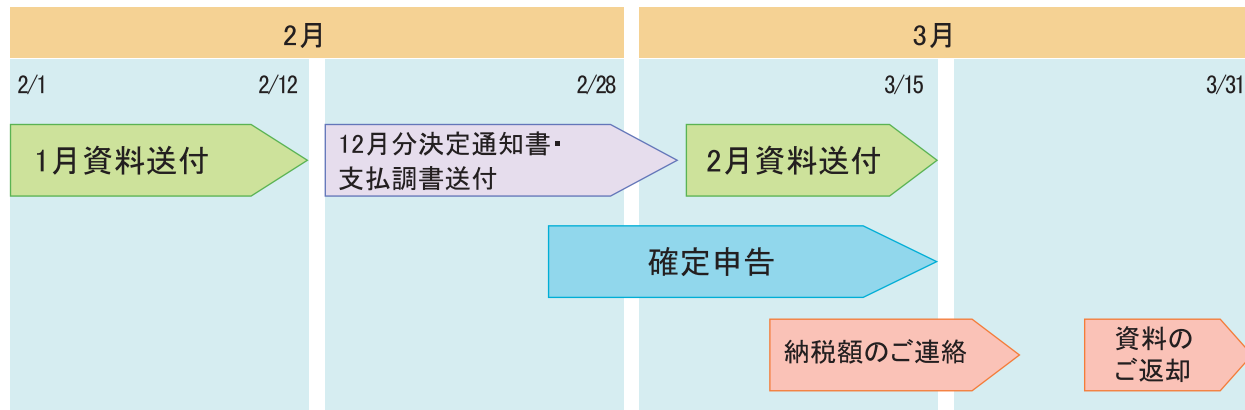 2月
3月
2/1
2/12
2/28
3/15
3/31
1月資料送付
12月分決定通知書・
支払調書送付
2月資料送付
確定申告
納税額のご連絡
資料の
ご返却